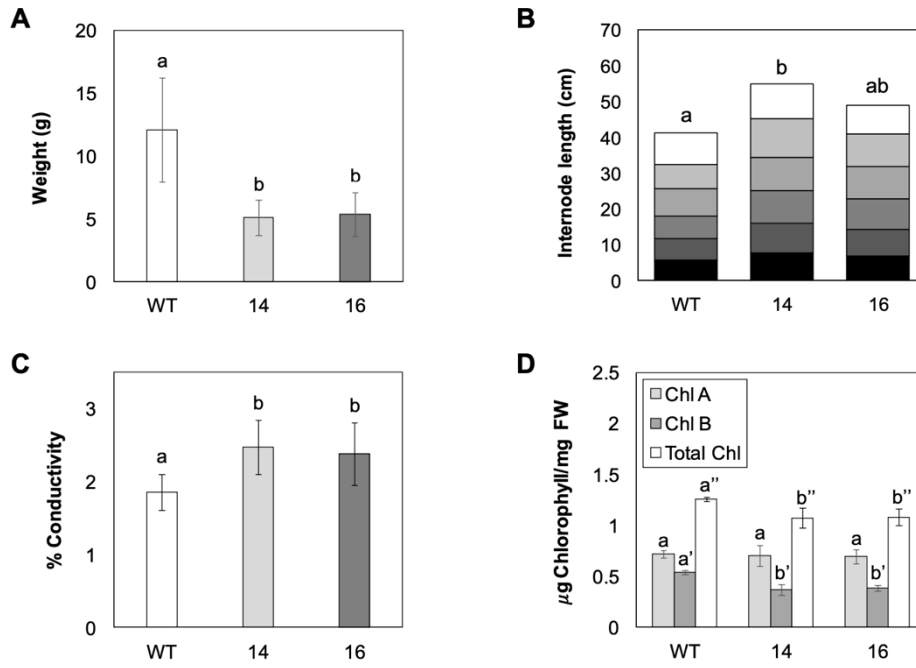 A
Weight (g)
20
15
10
5
0
a
b
b
WT
14
16
B
Internode length (cm)
70
60
50
40
30
20
10
0
a
b
ab
WT
14
16
C
% Conductivity
3
2
1
0
a
b
b
WT
14
16
D
µg Chlorophyll/mg FW
2.5
2
1.5
1
0.5
0
Chl A
Chl B
Total Chl
a
a’
a’’
a
b’
b’’
a
b’
b’’
WT
14
16